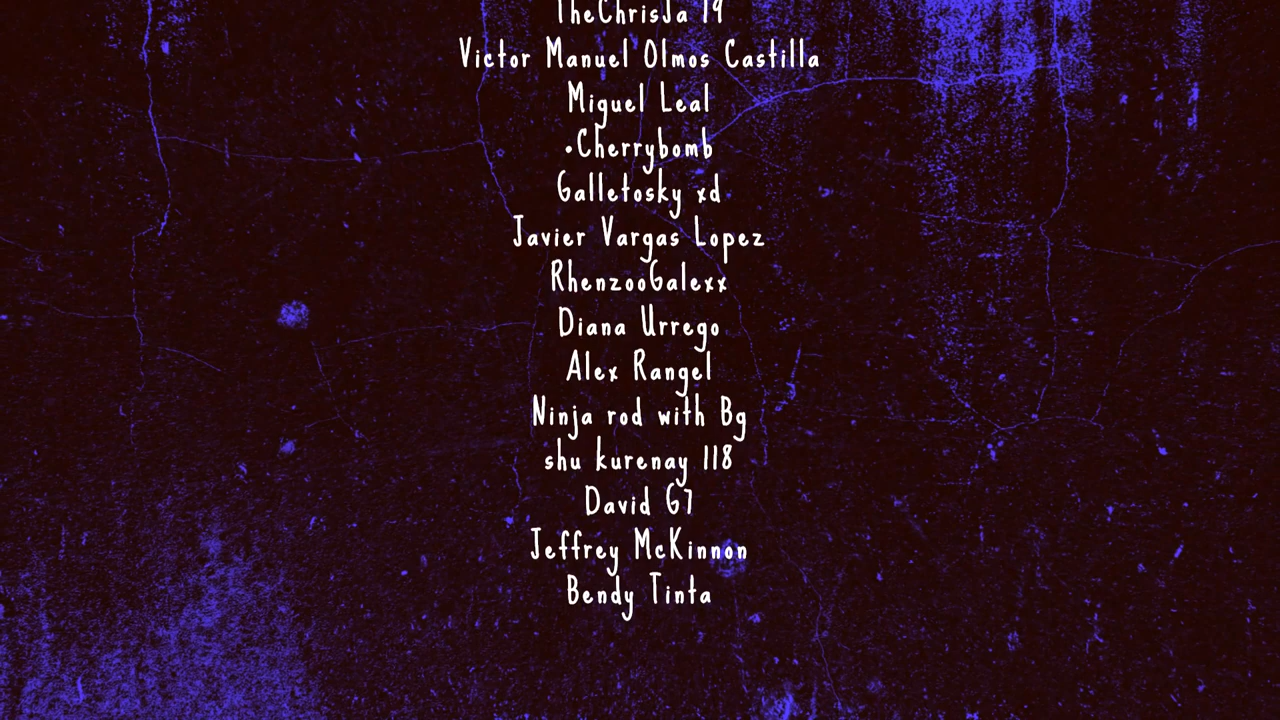 TheChrisJa 19
Victor Manuel Olmos Castilla
Miguel Leal
•Cherrybomb
Galletosky xd
Javier Vargas Lopez
RhenzooGalexx
Diana Urrego
Alex Rangel
Ninja rod with Bg
shu kurenay 118
David G7
Jeffrey McKinnon
Bendy Tinta